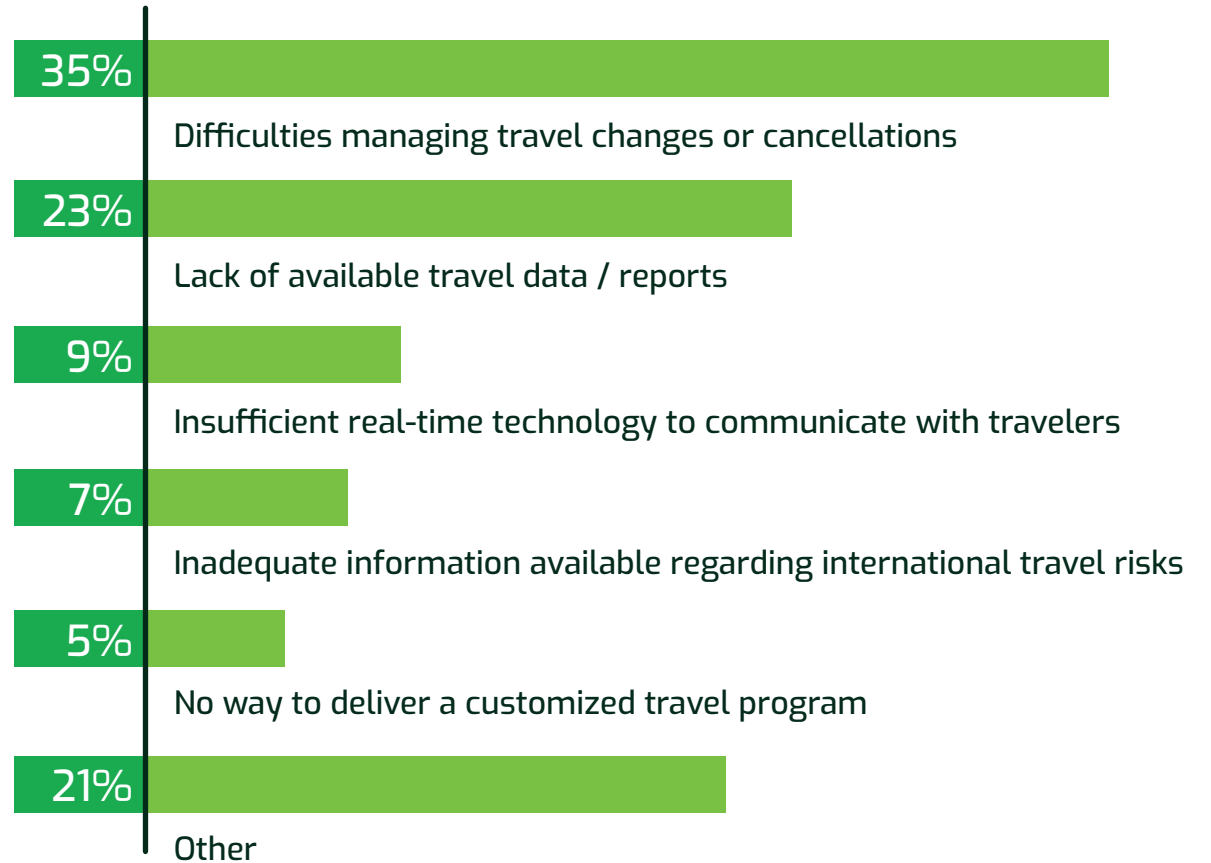 35%
Difficulties managing travel changes or cancellations
23%
Lack of available travel data / reports
9%
Insufficient real-time technology to communicate with travelers
7%
Inadequate information available regarding international travel risks
5%
No way to deliver a customized travel program
21%
Other